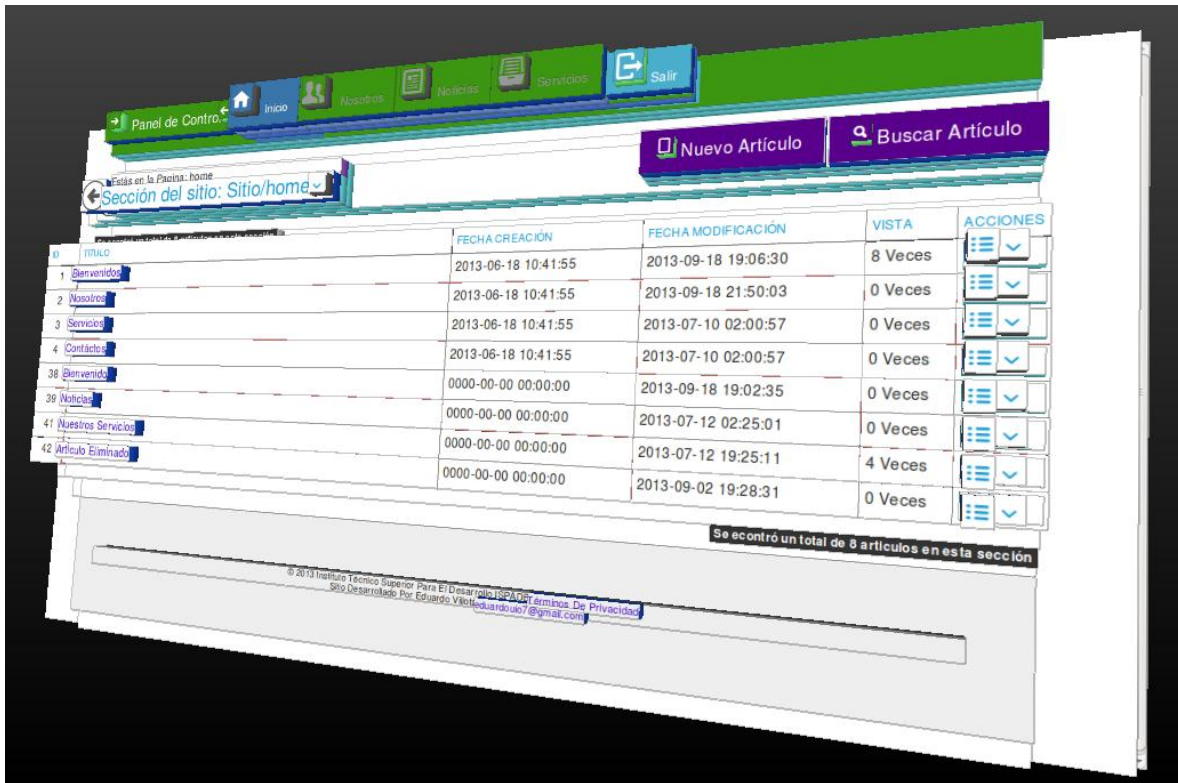 Panel de Contro..
Inicio
Nosotros
Noticias
Servicios
Salir
Nuevo Artículo
Buscar Artículo
Estás en la Pagina: home
Sección del sitio: Sitio/home
ID TITULO FECHA CREACIÓN FECHA MODIFICACIÓN VISTA ACCIONES
1 Bienvenidos 2013-06-18 10:41:55 2013-09-18 19:06:30 8 Veces
2 Nosotros 2013-06-18 10:41:55 2013-09-18 21:50:03 0 Veces
3 Servicios 2013-06-18 10:41:55 2013-07-10 02:00:57 0 Veces
4 Contáctos 2013-06-18 10:41:55 2013-07-10 02:00:57 0 Veces
38 Bienvenido 0000-00-00 00:00:00 2013-09-18 19:02:35 0 Veces
39 Noticias 0000-00-00 00:00:00 2013-07-12 02:25:01 0 Veces
41 Nuestros Servicios 0000-00-00 00:00:00 2013-07-12 19:25:11 4 Veces
42 Articulo Eliminado 0000-00-00 00:00:00 2013-09-02 19:28:31 0 Veces
Se econtró un total de 8 articulos en esta sección
© 2013 Instituto Técnico Superior Para El Desarrollo ISPADE Términos De Privacidad
Sitio Desarrollado Por Eduardo eduardouio7@gmail.com